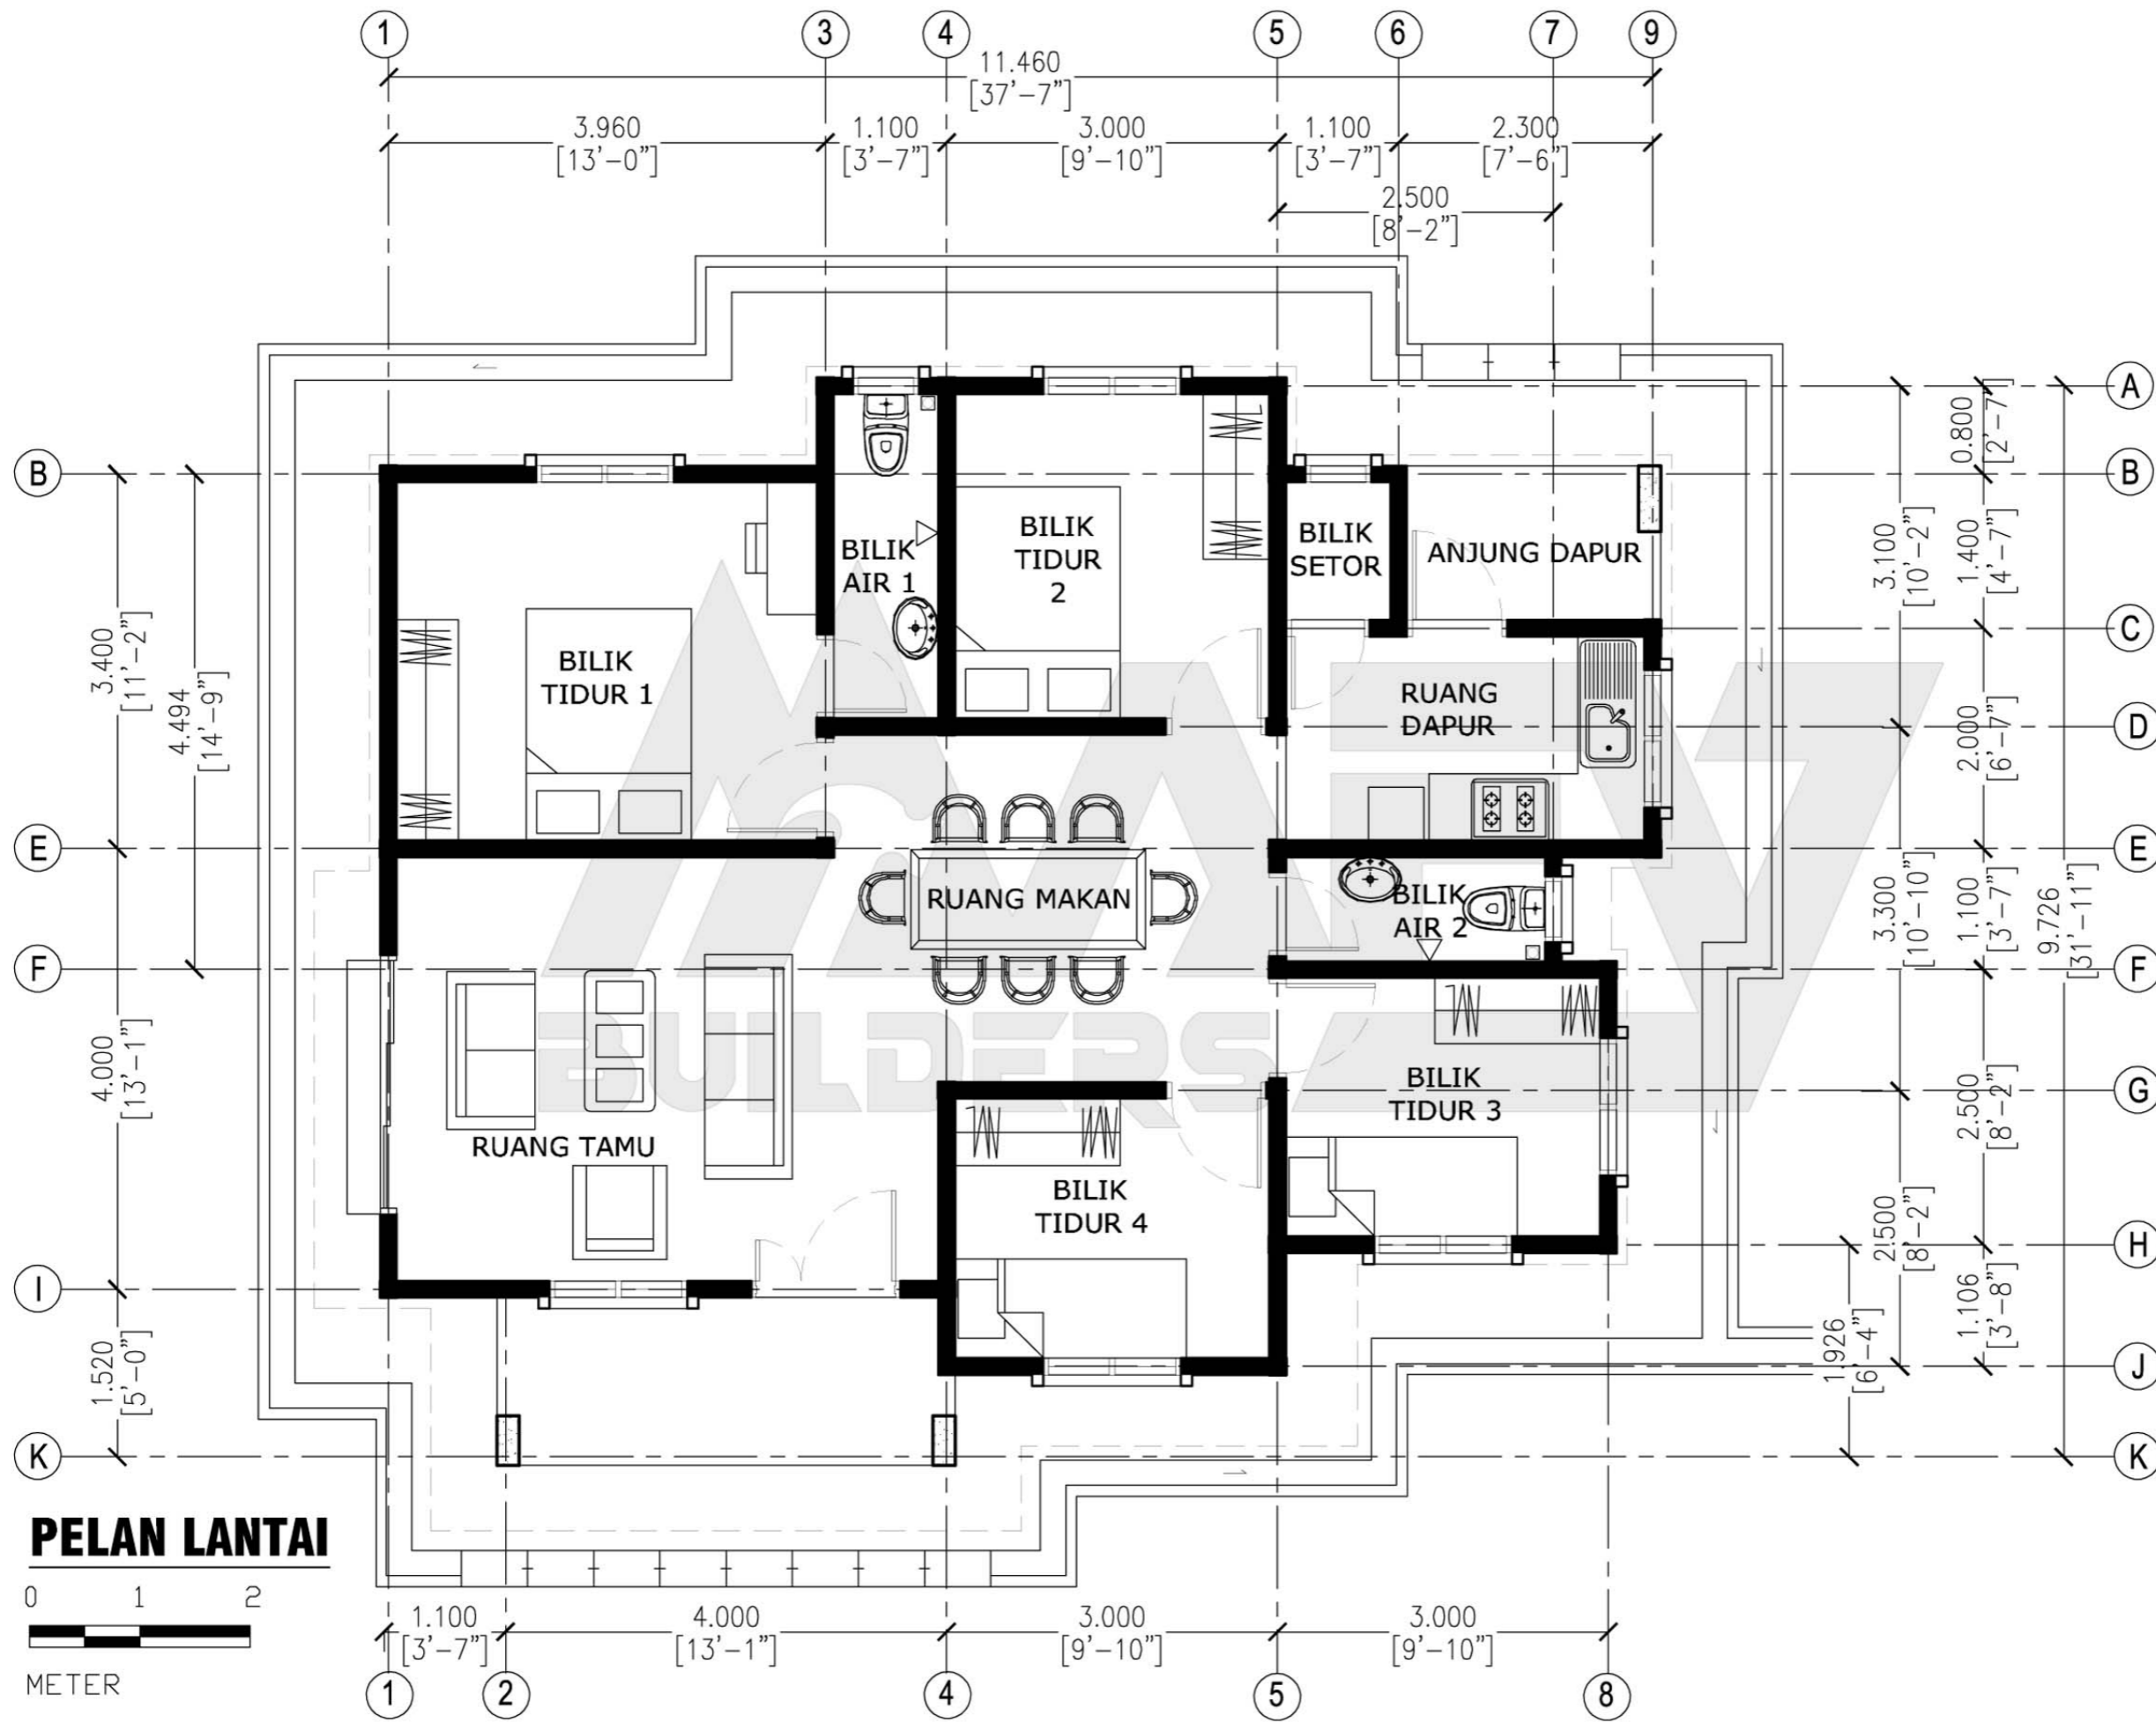 1 3 4 5 6 7 9
11.460
[37'-7"]
3.960 1.100 3.000 1.100 2.300
[13'-0"] [3'-7"] [9'-10"] [3'-7"] [7'-6"]
2.500
[8'-2"]
A
B
B
C
D
E
E
F
F
G
H
I
J
K
K
3.400
[11'-2"]
4.494
[14'-9"]
4.000
[13'-1"]
1.520
[5'-0"]
BILIK
TIDUR 1
BILIK
AIR 1
BILIK
TIDUR
2
BILIK
SETOR
ANJUNG DAPUR
RUANG
DAPUR
RUANG MAKAN
BILIK
AIR 2
RUANG TAMU
BILIK
TIDUR 3
BILIK
TIDUR 4
MAEV
BUILDERS
3.100
[10'-2"]
0.800
[2'-7"]
1.400
[4'-7"]
2.000
[6'-7"]
3.300
[10'-10"]
1.100
[3'-7"]
9.726
[31'-11"]
2.500
[8'-2"]
2.500
[8'-2"]
1.106
[3'-8"]
1.926
[6'-4"]
PELAN LANTAI
0 1 2
METER
1.100 4.000 3.000 3.000
[3'-7"] [13'-1"] [9'-10"] [9'-10"]
1 2 4 5 8